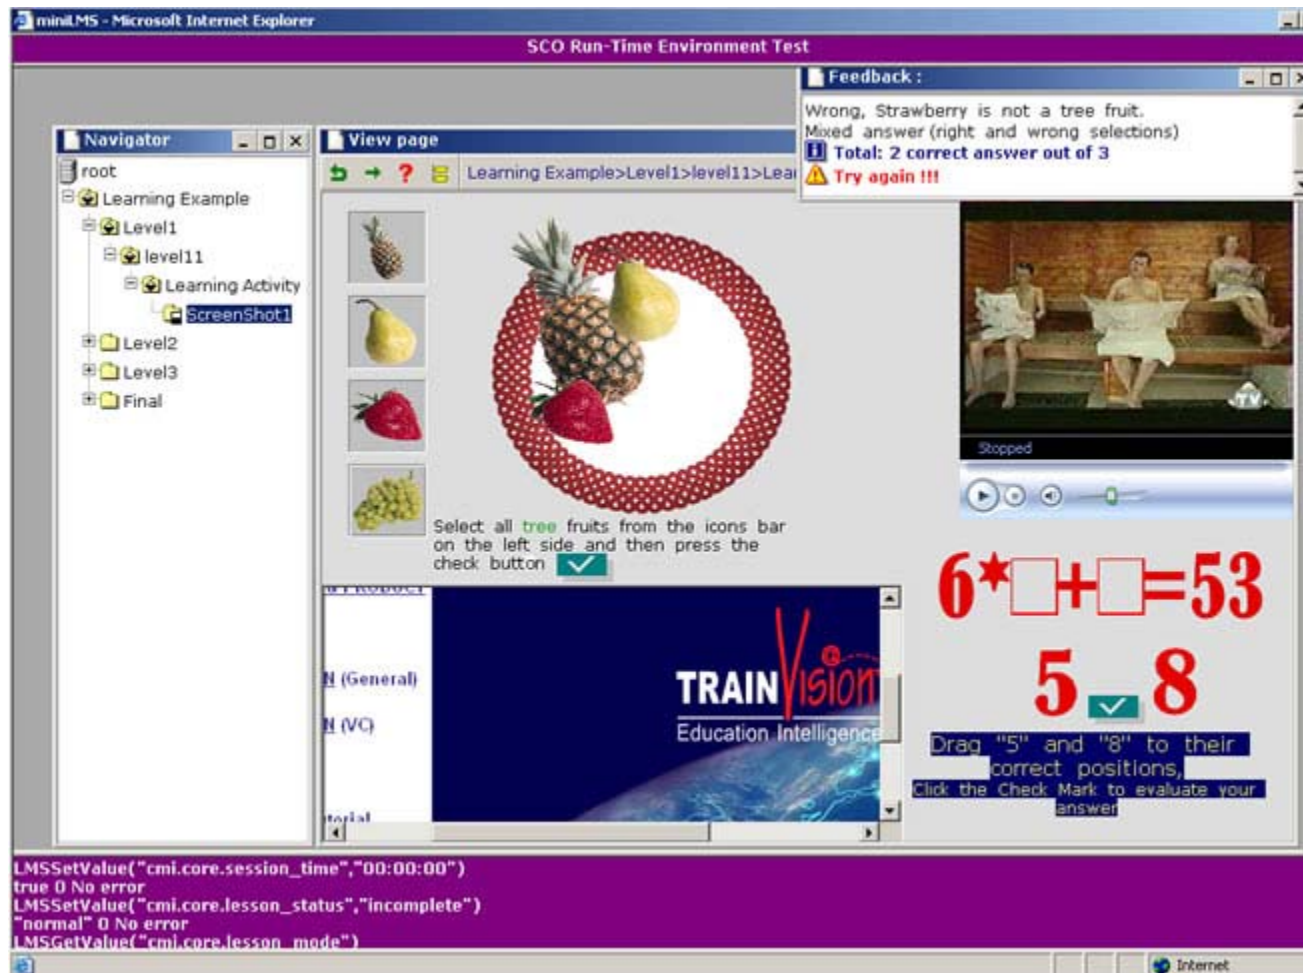 miniLMS - Microsoft Internet Explorer
SCO Run-Time Environment Test
Feedback :
Wrong, Strawberry is not a tree fruit.
Mixed answer (right and wrong selections)
Total: 2 correct answer out of 3
Try again !!!
Navigator
root
Learning Example
Level1
level11
Learning Activity
ScreenShot1
Level2
Level3
Final
View page
Learning Example>Level1>level11>Lea
Select all tree fruits from the icons bar
on the left side and then press the
check button
TV
Stopped
6*□+□=53
5 8
Drag "5" and "8" to their
correct positions,
Click the Check Mark to evaluate your
answer
N (General)
N (VC)
torial
TRAIN Vision
Education Intelligence
LMSSetValue("cmi.core.session_time","00:00:00")
true 0 No error
LMSSetValue("cmi.core.lesson_status","incomplete")
"normal" 0 No error
LMSGetValue("cmi.core.lesson_mode")
Internet